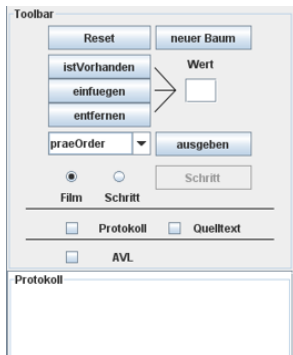 Toolbar
Reset neuer Baum
istVorhanden Wert
einfuegen
entfernen
praeOrder ausgeben
Schritt
Film Schritt
Protokoll Quelltext
AVL
Protokoll